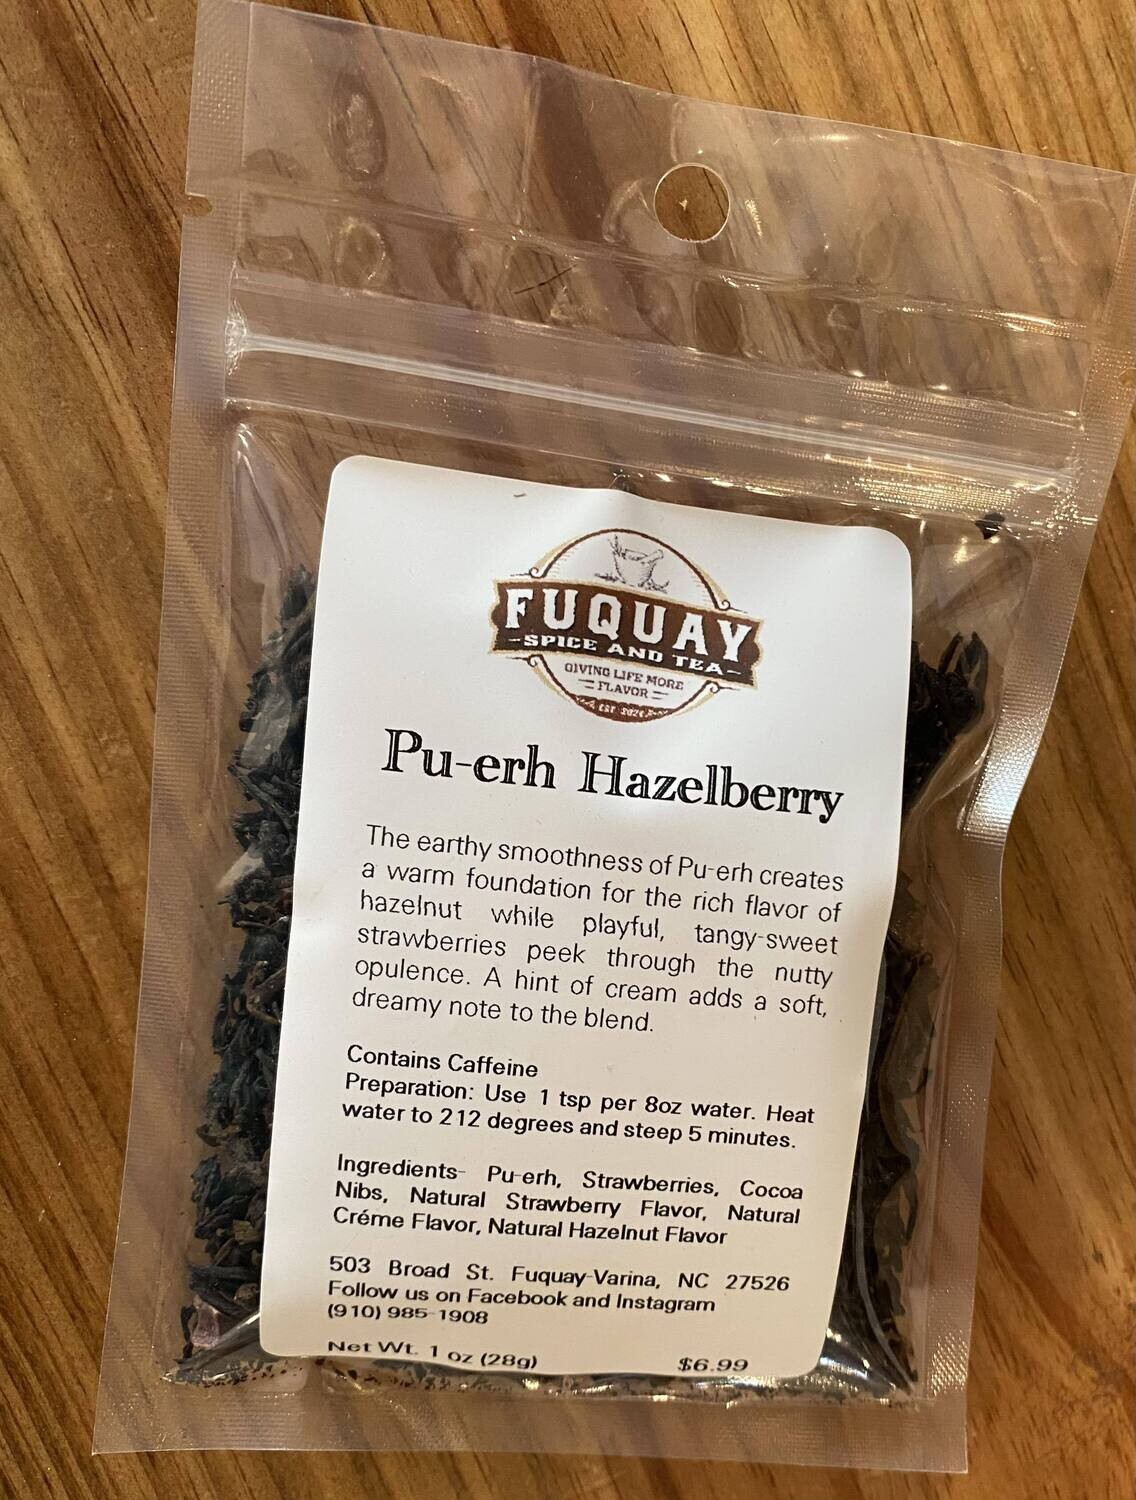 FUQUAY
-SPICE AND TEA-
GIVING LIFE MORE
FLAVOR
EST 2021
Pu-erh Hazelberry
The earthy smoothness of Pu-erh creates
a warm foundation for the rich flavor of
hazelnut while playful, tangy-sweet
strawberries peek through the nutty
opulence. A hint of cream adds a soft,
dreamy note to the blend.
Contains Caffeine
Preparation: Use 1 tsp per 8oz water. Heat
water to 212 degrees and steep 5 minutes.
Ingredients- Pu-erh, Strawberries, Cocoa
Nibs, Natural Strawberry Flavor, Natural
Créme Flavor, Natural Hazelnut Flavor
503 Broad St. Fuquay-Varina, NC 27526
Follow us on Facebook and Instagram
(910) 985-1908
Net Wt. 1 oz (28g) $6.99